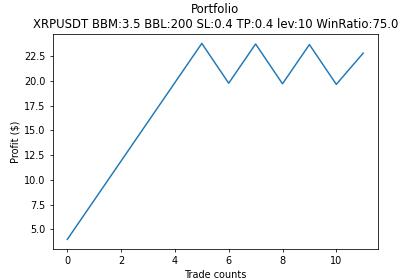 Portfolio
XRPUSDT BBM:3.5 BBL:200 SL:0.4 TP:0.4 lev:10 WinRatio:75.0
22.5
20.0
17.5
15.0
12.5
10.0
7.5
5.0
Profit ($)
0 2 4 6 8 10
Trade counts